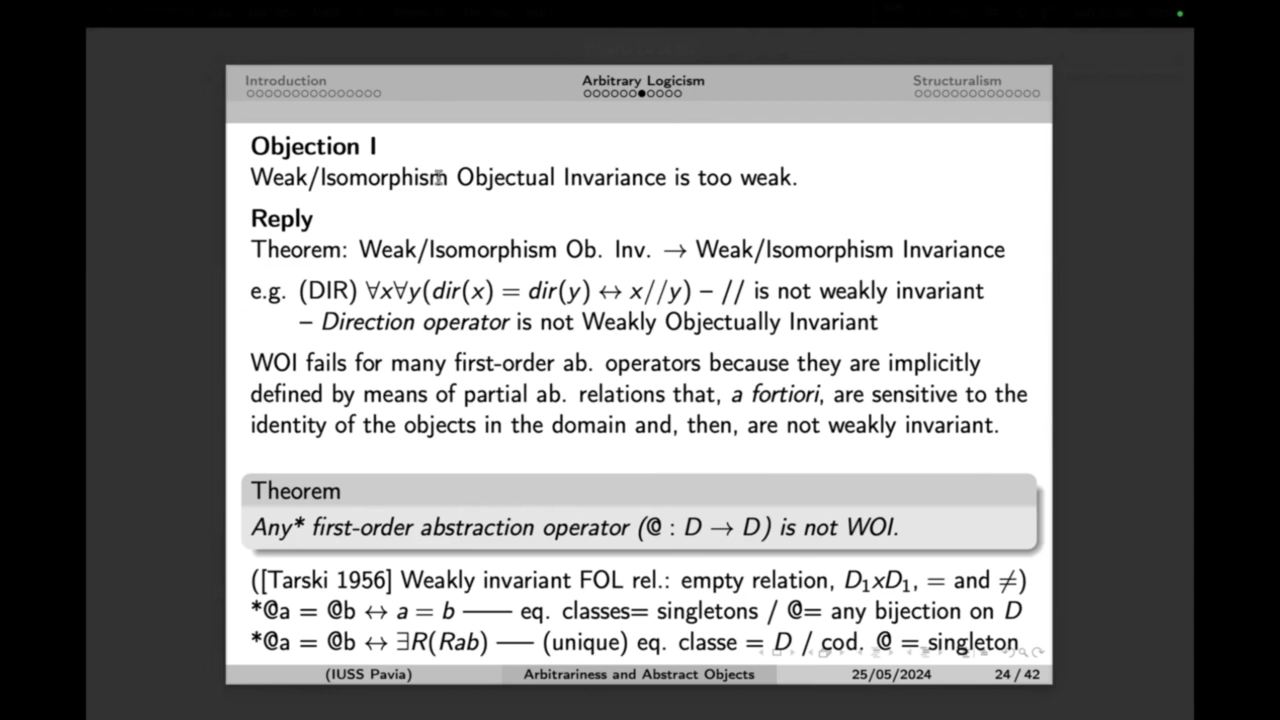 Introduction Arbitrary Logicism Structuralism
Objection I
Weak/Isomorphism Objectual Invariance is too weak.
Reply
Theorem: Weak/Isomorphism Ob. Inv. → Weak/Isomorphism Invariance
e.g. (DIR) ∀x∀y(dir(x) = dir(y) ↔ x//y) – // is not weakly invariant
– Direction operator is not Weakly Objectually Invariant
WOI fails for many first-order ab. operators because they are implicitly
defined by means of partial ab. relations that, a fortiori, are sensitive to the
identity of the objects in the domain and, then, are not weakly invariant.
Theorem
Any* first-order abstraction operator (@ : D → D) is not WOI.
([Tarski 1956] Weakly invariant FOL rel.: empty relation, D₁xD₁, = and ≠)
*@a = @b ↔ a = b —— eq. classes= singletons / @= any bijection on D
*@a = @b ↔ ∃R(Rab) —— (unique) eq. classe = D / cod. @ = singleton
(IUSS Pavia) Arbitrariness and Abstract Objects 25/05/2024 24 / 42